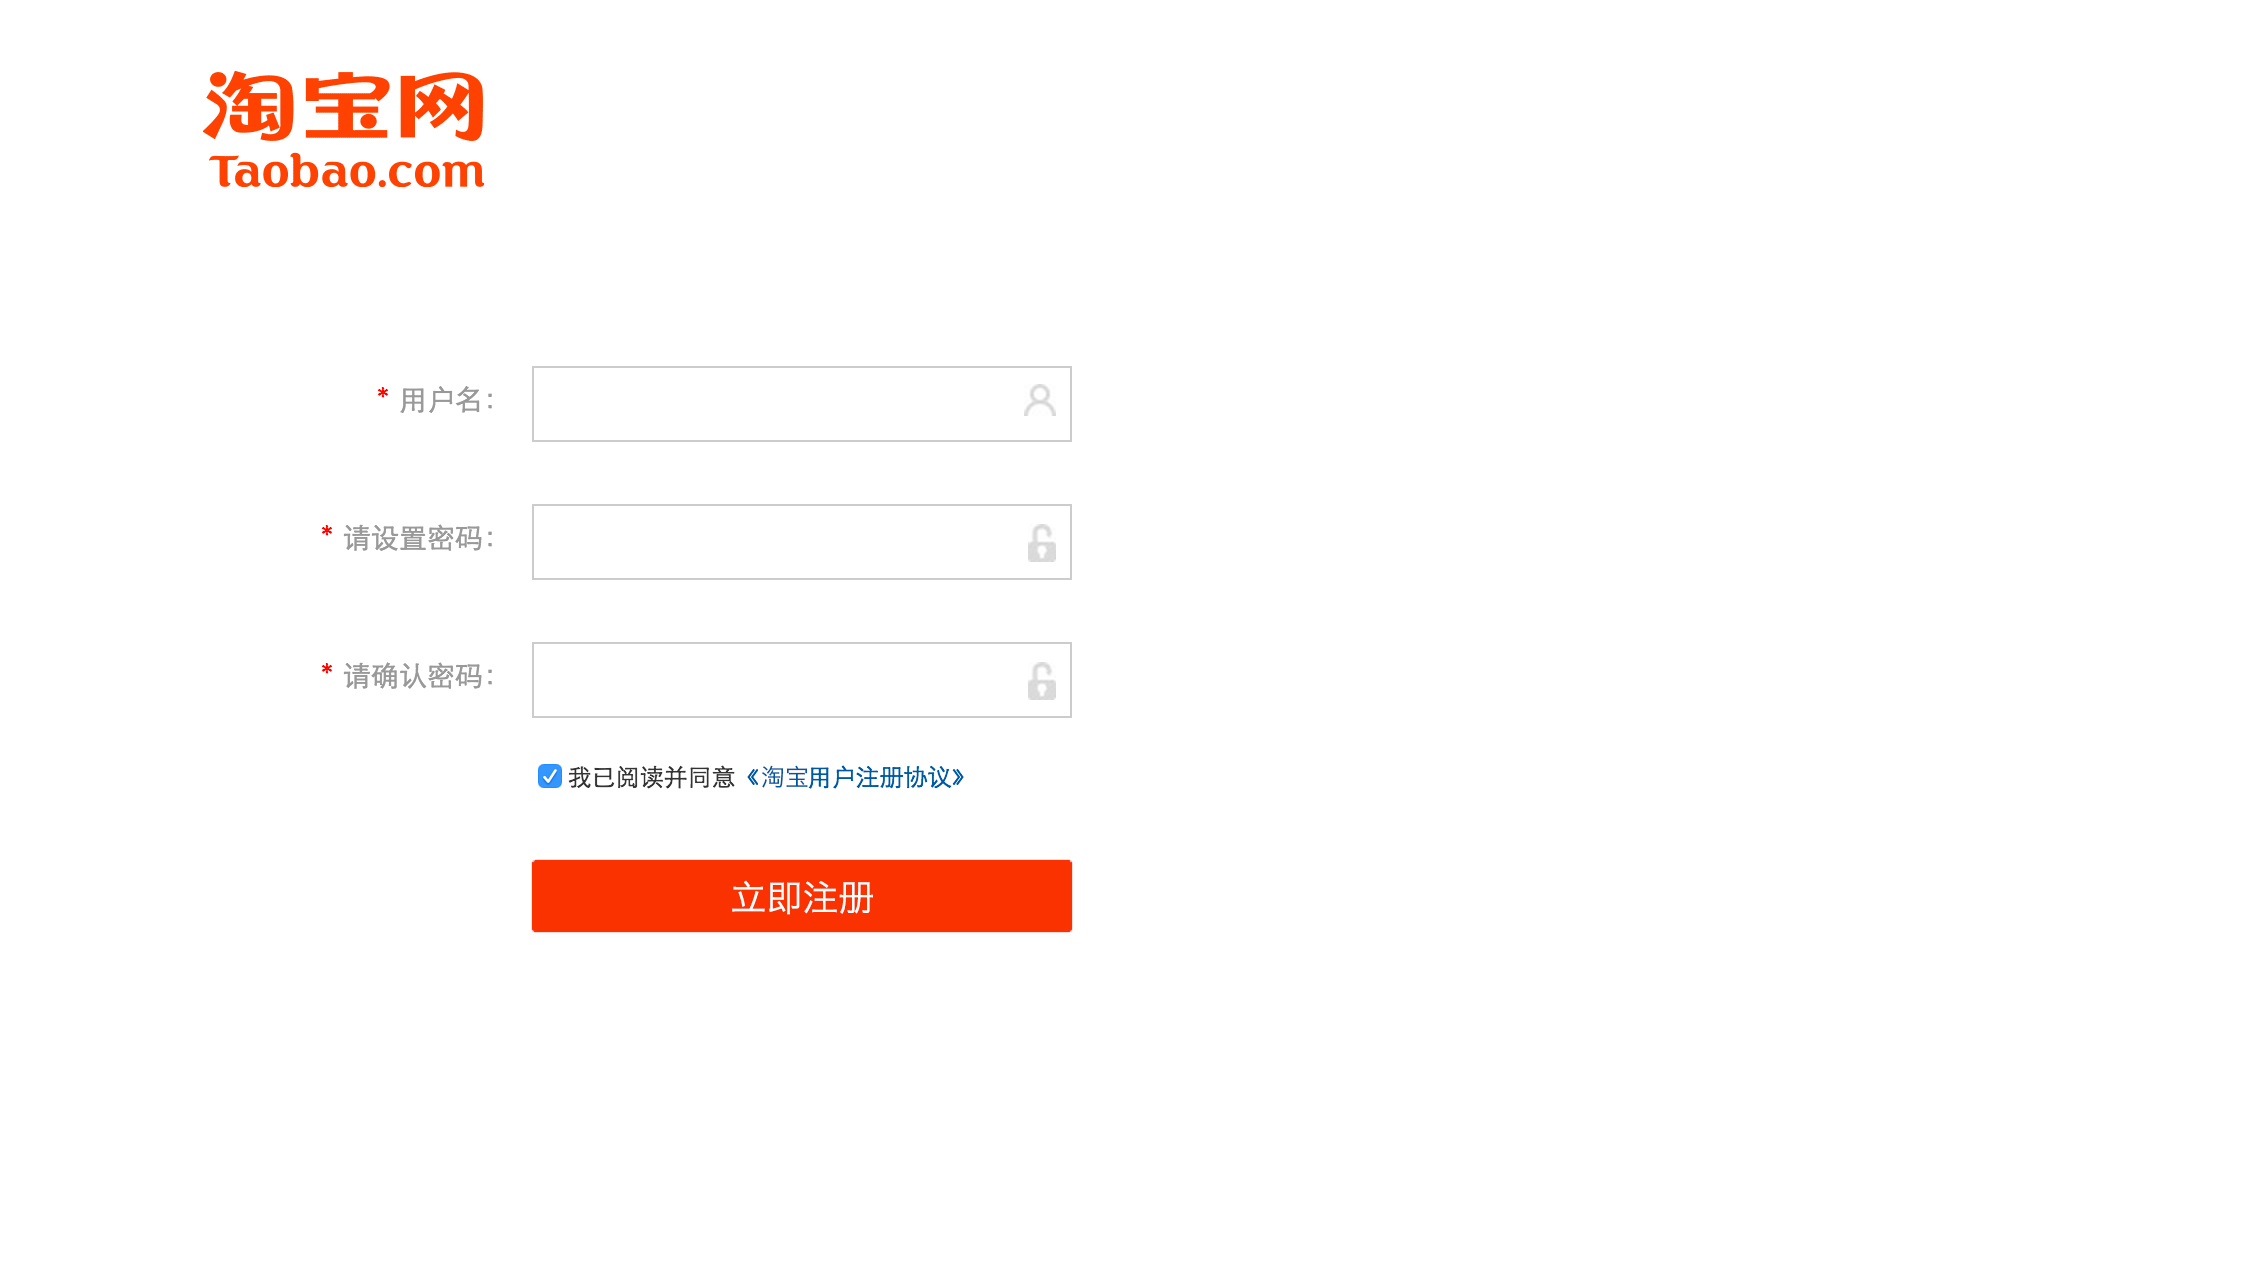 淘宝网
Taobao.com
* 用户名：
* 请设置密码：
* 请确认密码：
我已阅读并同意《淘宝用户注册协议》
立即注册